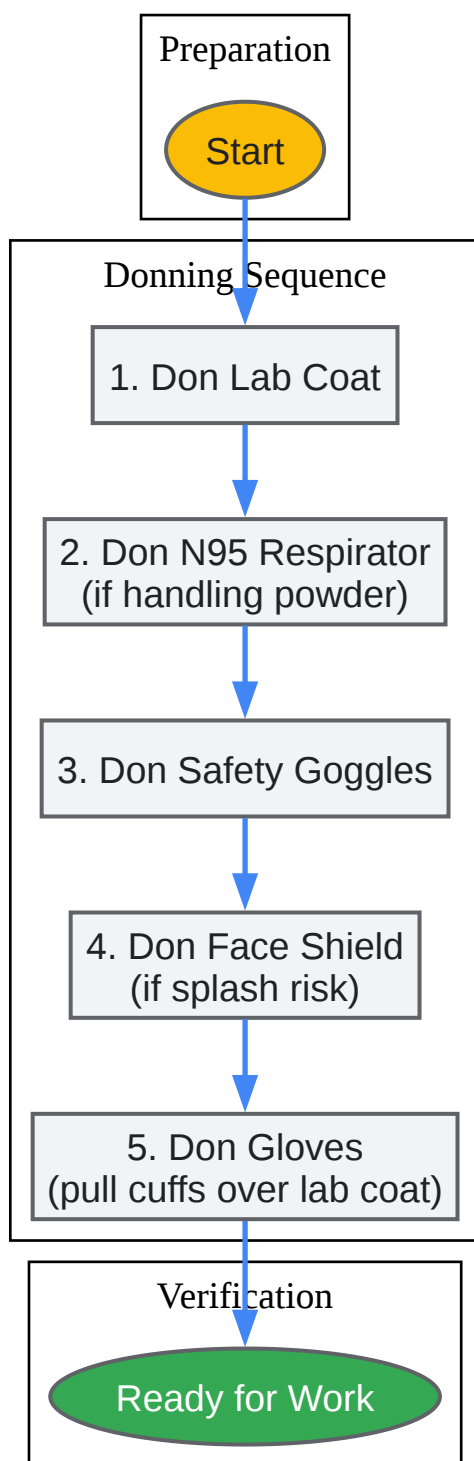 Preparation
Start
Donning Sequence
1. Don Lab Coat
2. Don N95 Respirator
(if handling powder)
3. Don Safety Goggles
4. Don Face Shield
(if splash risk)
5. Don Gloves
(pull cuffs over lab coat)
Verification
Ready for Work